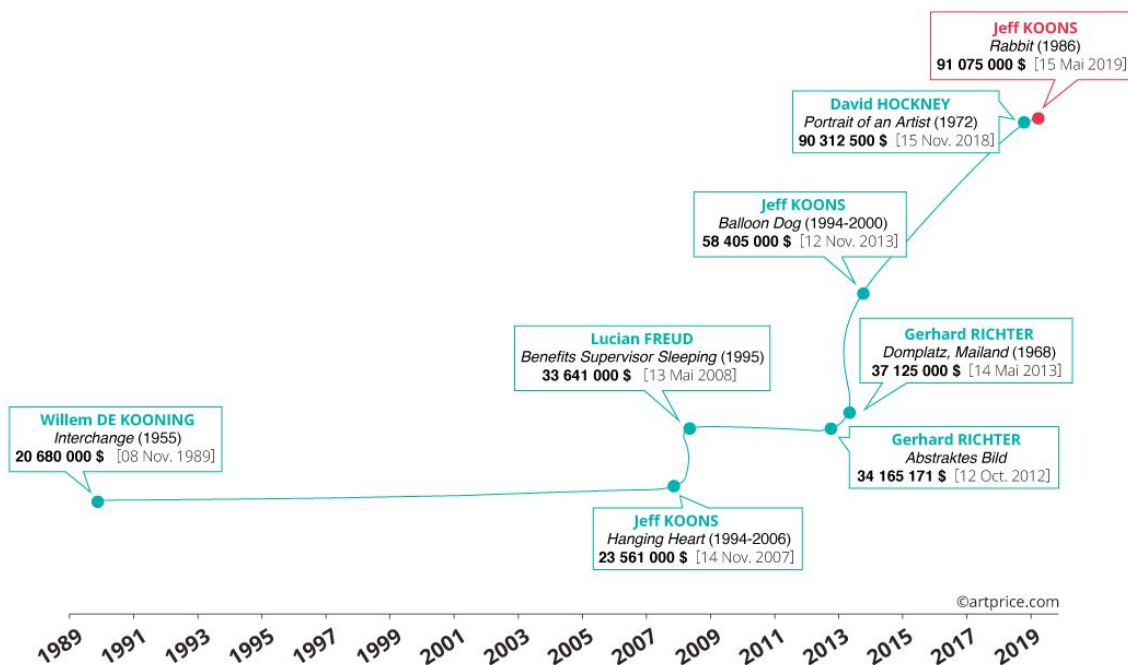 Jeff KOONS
Rabbit (1986)
91 075 000 $ [15 Mai 2019]
David HOCKNEY
Portrait of an Artist (1972)
90 312 500 $ [15 Nov. 2018]
Jeff KOONS
Balloon Dog (1994-2000)
58 405 000 $ [12 Nov. 2013]
Lucian FREUD
Benefits Supervisor Sleeping (1995)
33 641 000 $ [13 Mai 2008]
Gerhard RICHTER
Domplatz, Mailand (1968)
37 125 000 $ [14 Mai 2013]
Willem DE KOONING
Interchange (1955)
20 680 000 $ [08 Nov. 1989]
Gerhard RICHTER
Abstraktes Bild
34 165 171 $ [12 Oct. 2012]
Jeff KOONS
Hanging Heart (1994-2006)
23 561 000 $ [14 Nov. 2007]
©artprice.com
1989 1991 1993 1995 1997 1999 2001 2003 2005 2007 2009 2011 2013 2015 2017 2019